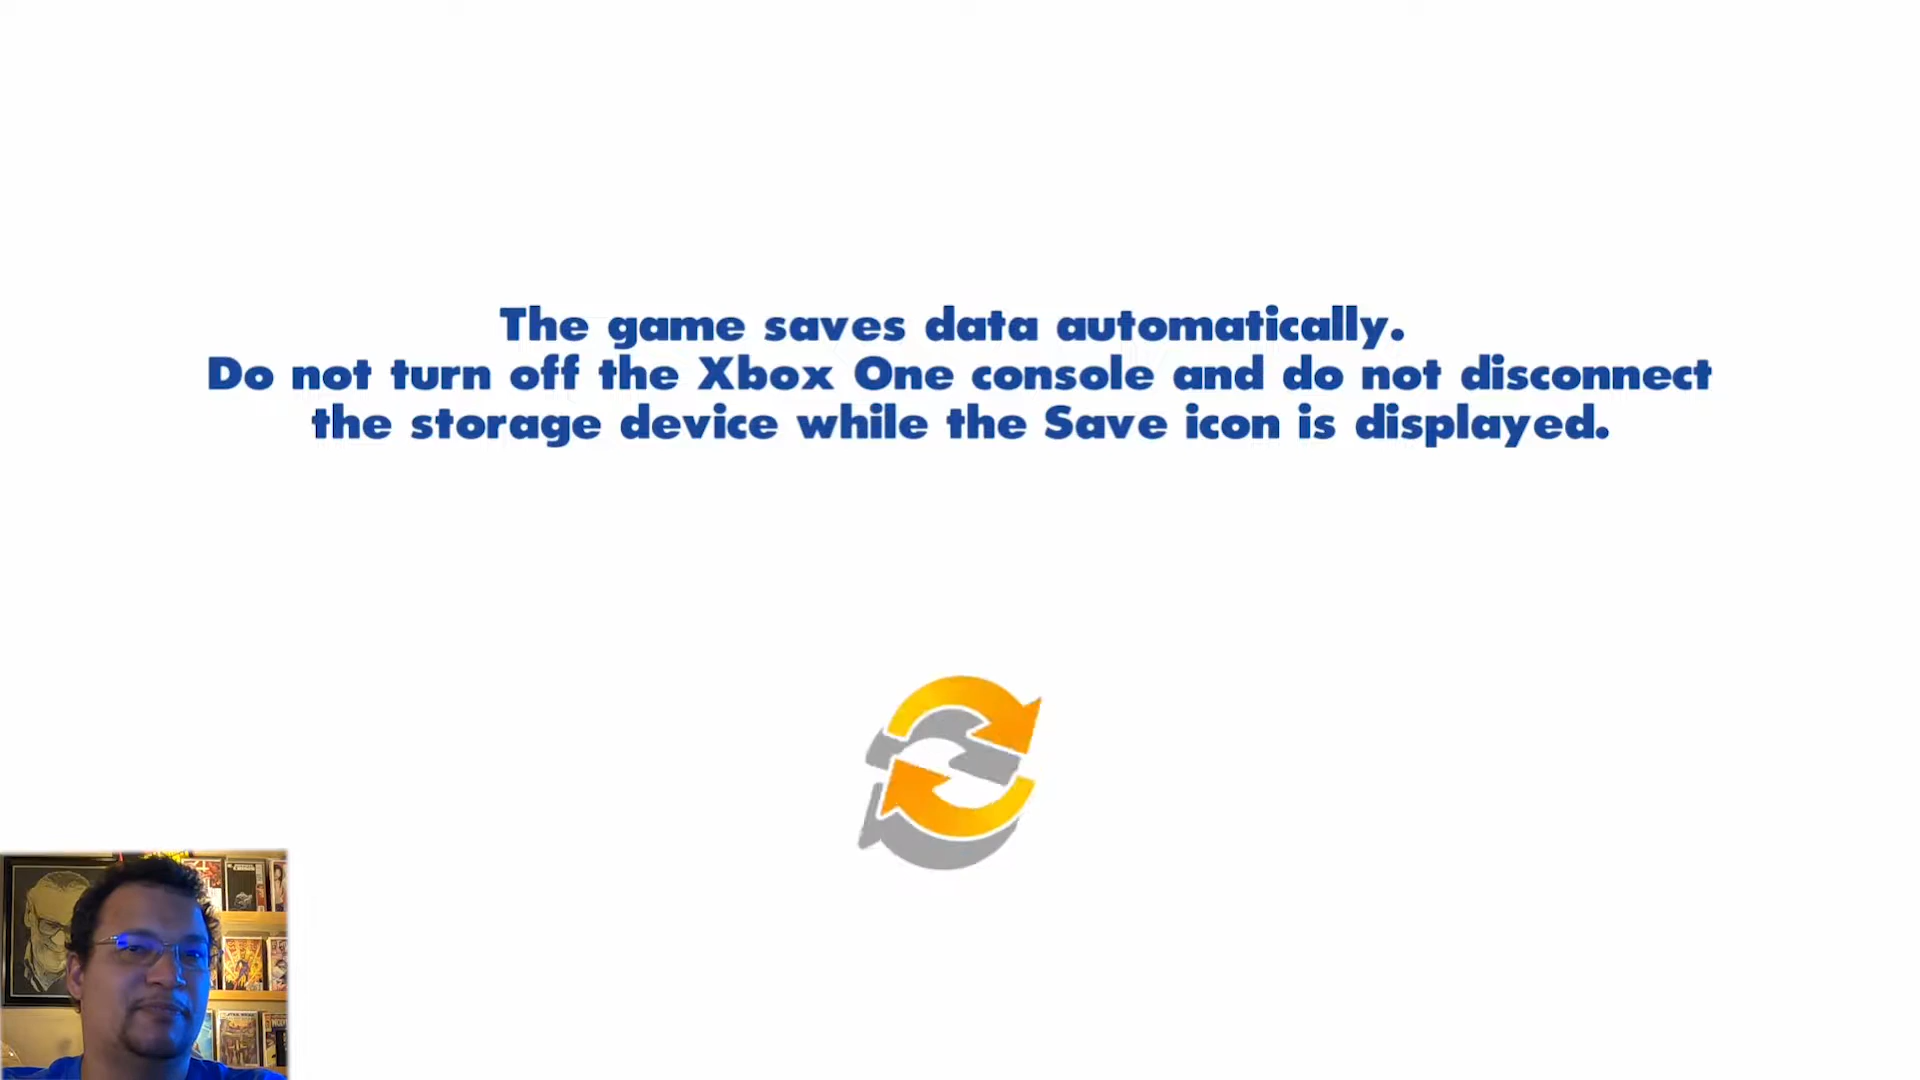 The game saves data automatically.
Do not turn off the Xbox One console and do not disconnect
the storage device while the Save icon is displayed.